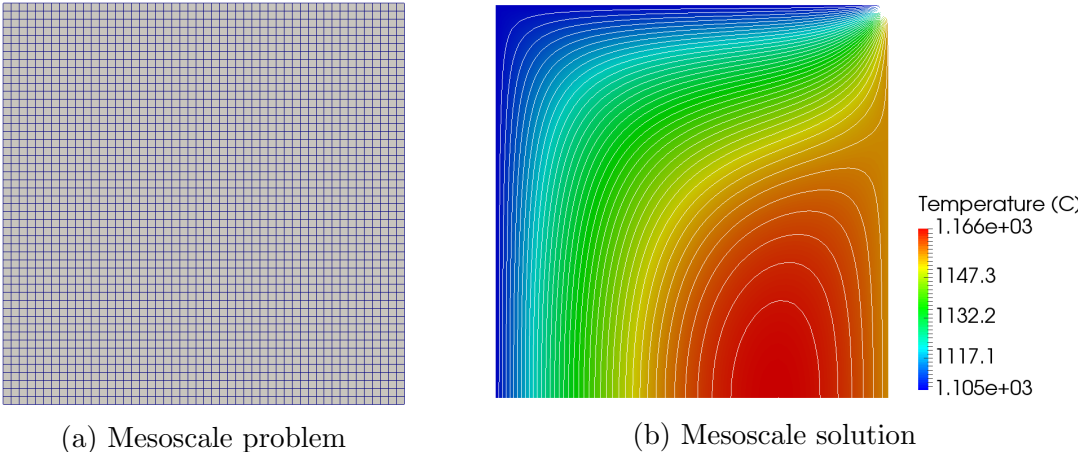 Temperature (C)
1.166e+03
1147.3
1132.2
1117.1
1.105e+03
(a) Mesoscale problem
(b) Mesoscale solution